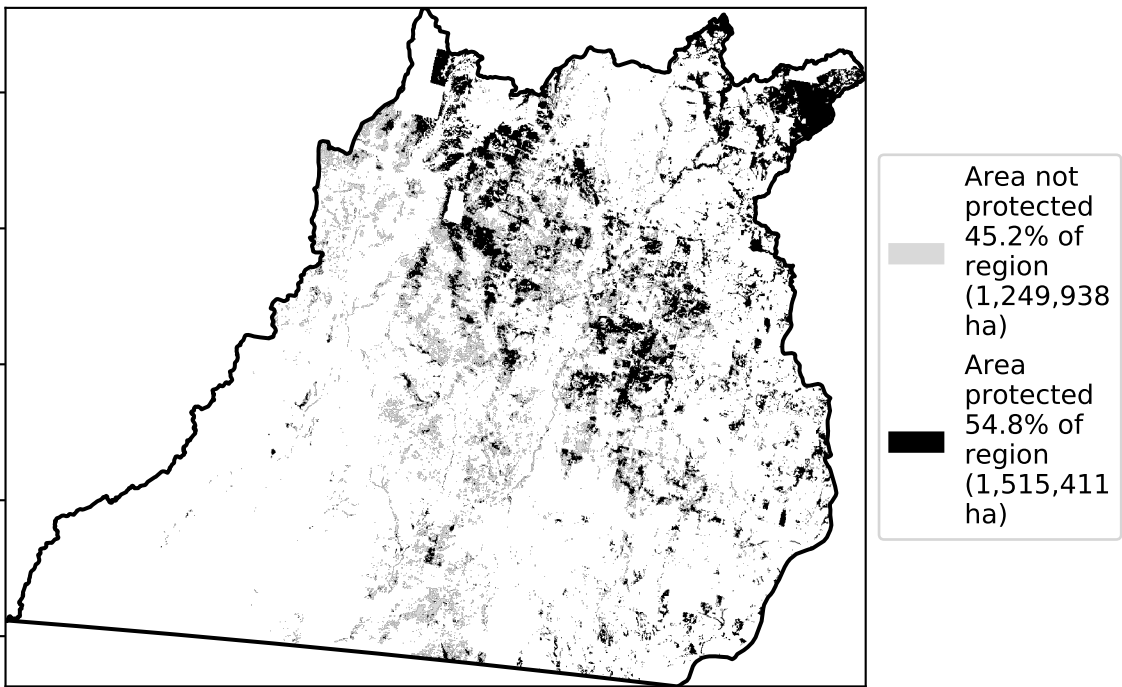 Area not
protected
45.2% of
region
(1,249,938
ha)
Area
protected
54.8% of
region
(1,515,411
ha)